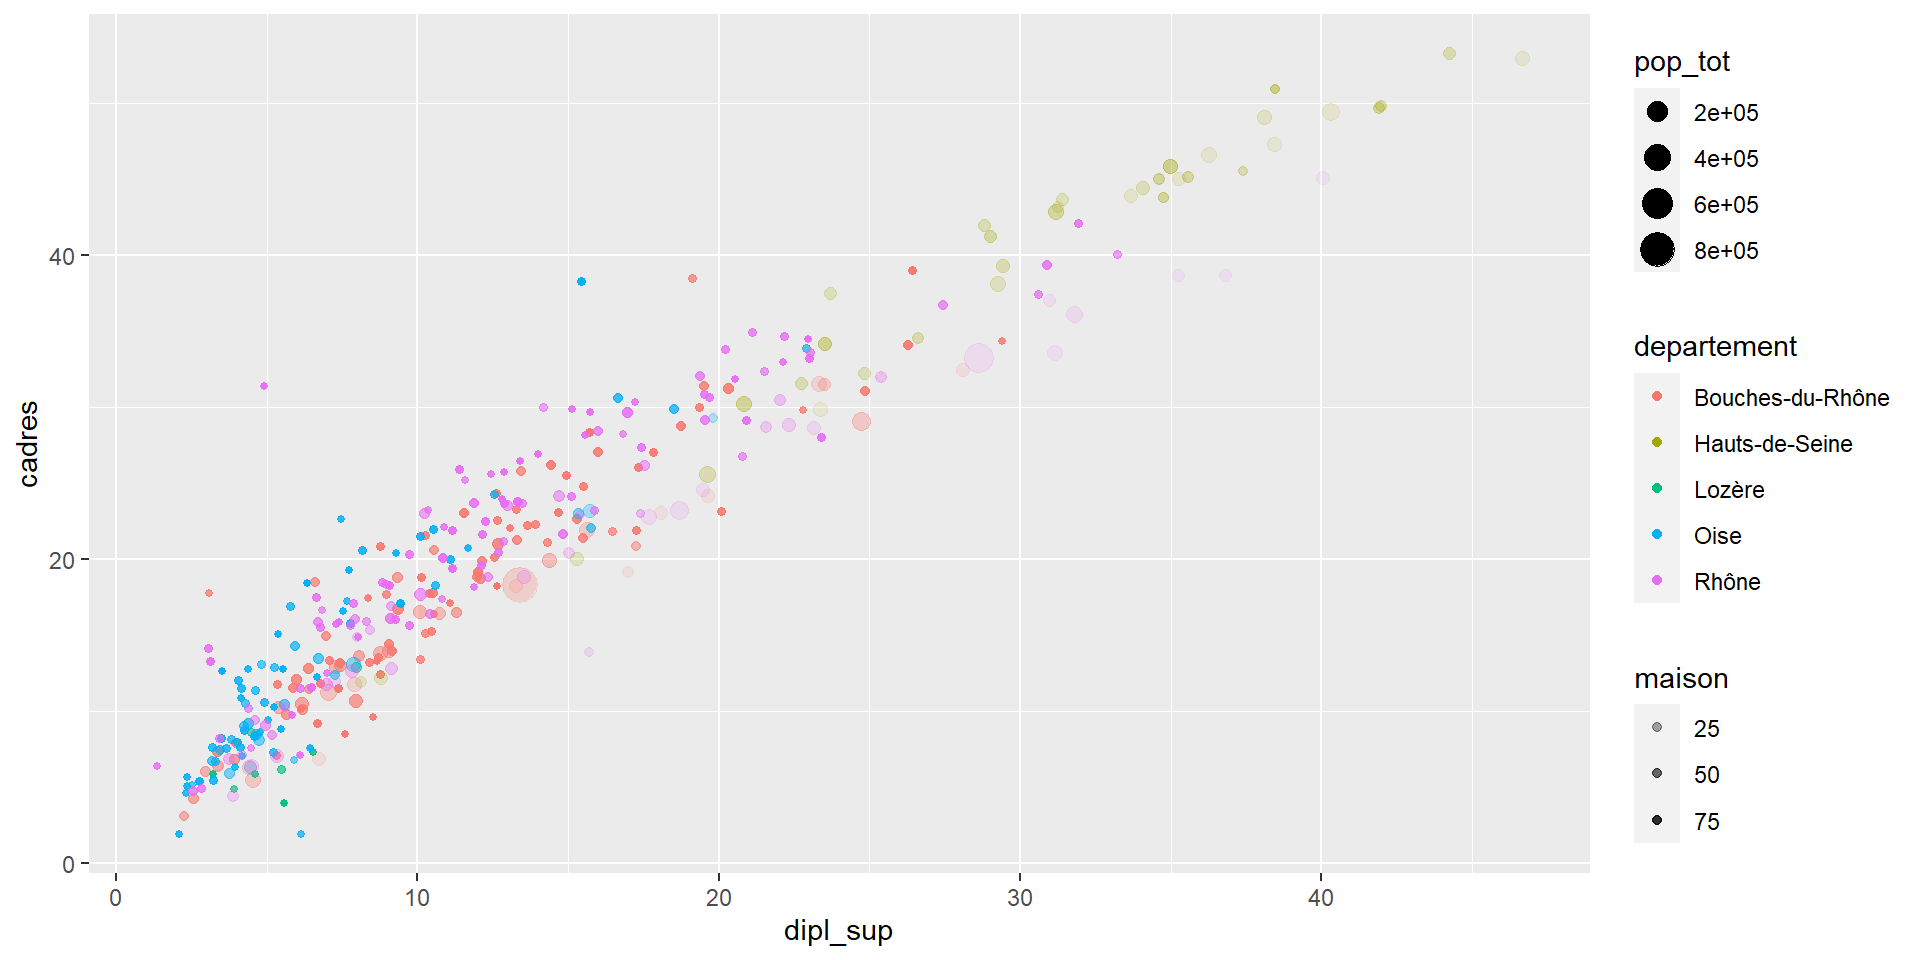 cadres
40
20
0
0 10 20 30 40
dipl_sup
pop_tot
2e+05
4e+05
6e+05
8e+05
departement
Bouches-du-Rhône
Hauts-de-Seine
Lozère
Oise
Rhône
maison
25
50
75